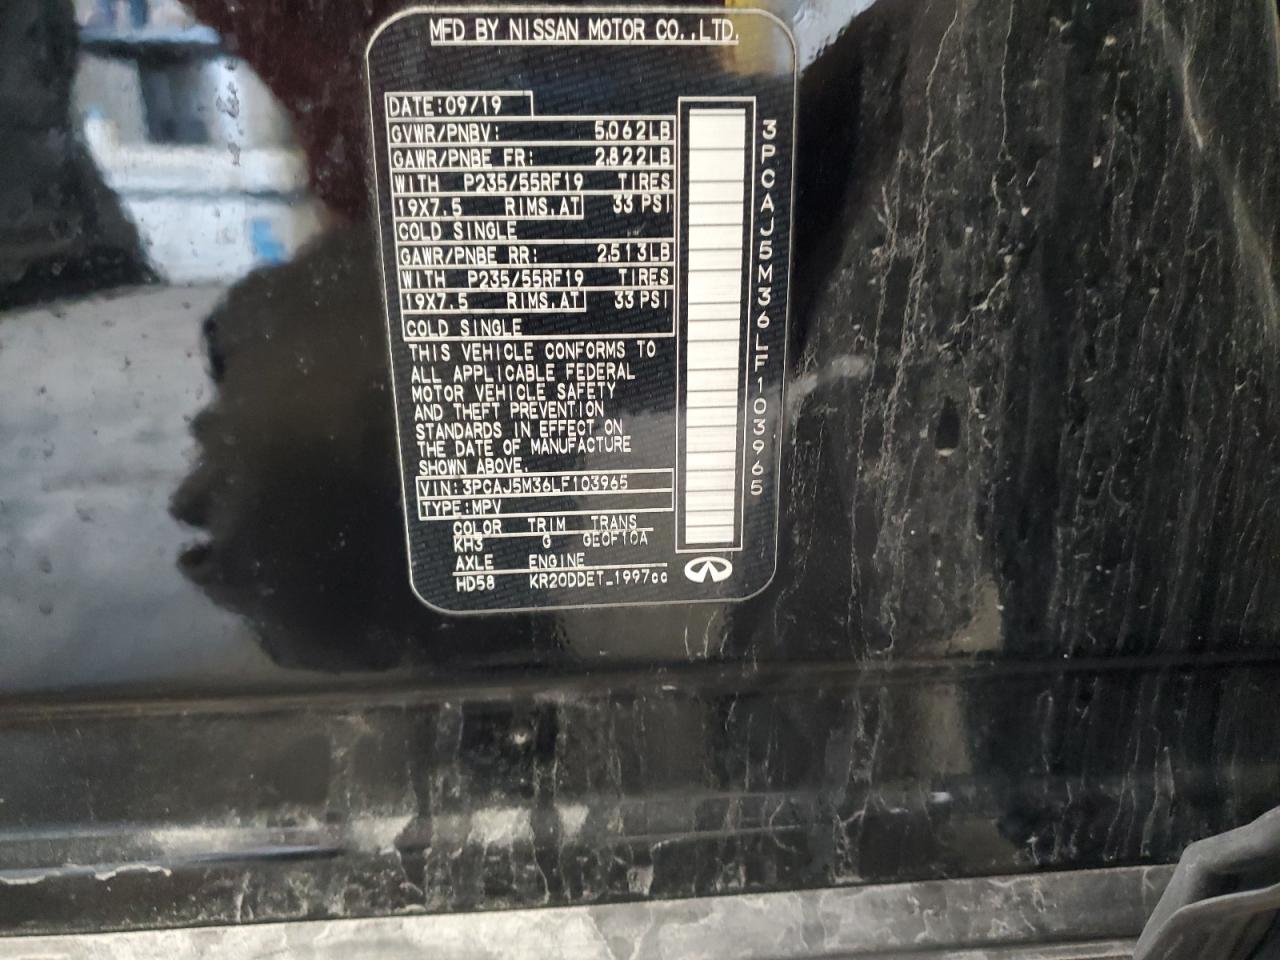 MFD BY NISSAN MOTOR CO.,LTD.
DATE:09/19
GVWR/PNBV: 5,062LB
GAWR/PNBE FR: 2,822LB
WITH P235/55RF19 TIRES
19X7.5 RIMS,AT 33 PSI
COLD SINGLE
GAWR/PNBE RR: 2,513LB
WITH P235/55RF19 TIRES
19X7.5 RIMS,AT 33 PSI
COLD SINGLE
THIS VEHICLE CONFORMS TO
ALL APPLICABLE FEDERAL
MOTOR VEHICLE SAFETY
AND THEFT PREVENTION
STANDARDS IN EFFECT ON
THE DATE OF MANUFACTURE
SHOWN ABOVE.
VIN:3PCAJ5M36LF103965
TYPE:MPV
COLOR TRIM TRANS
KH3 G GE0F10A
AXLE ENGINE
HD58 KR20DDET_1997cc
3PCAJ5M36LF103965